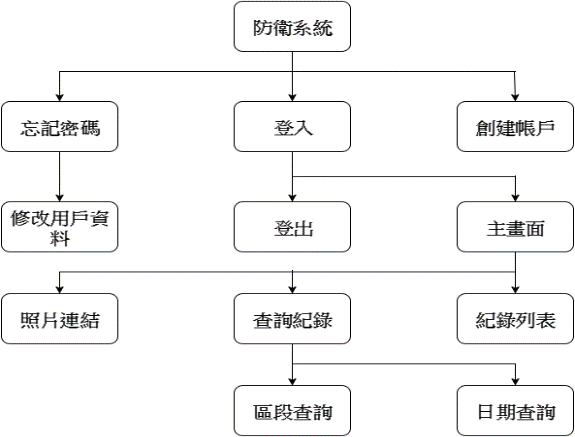 防衛系統
忘記密碼
登入
創建帳戶
修改用戶資
料
登出
主畫面
照片連結
查詢紀錄
紀錄列表
區段查詢
日期查詢